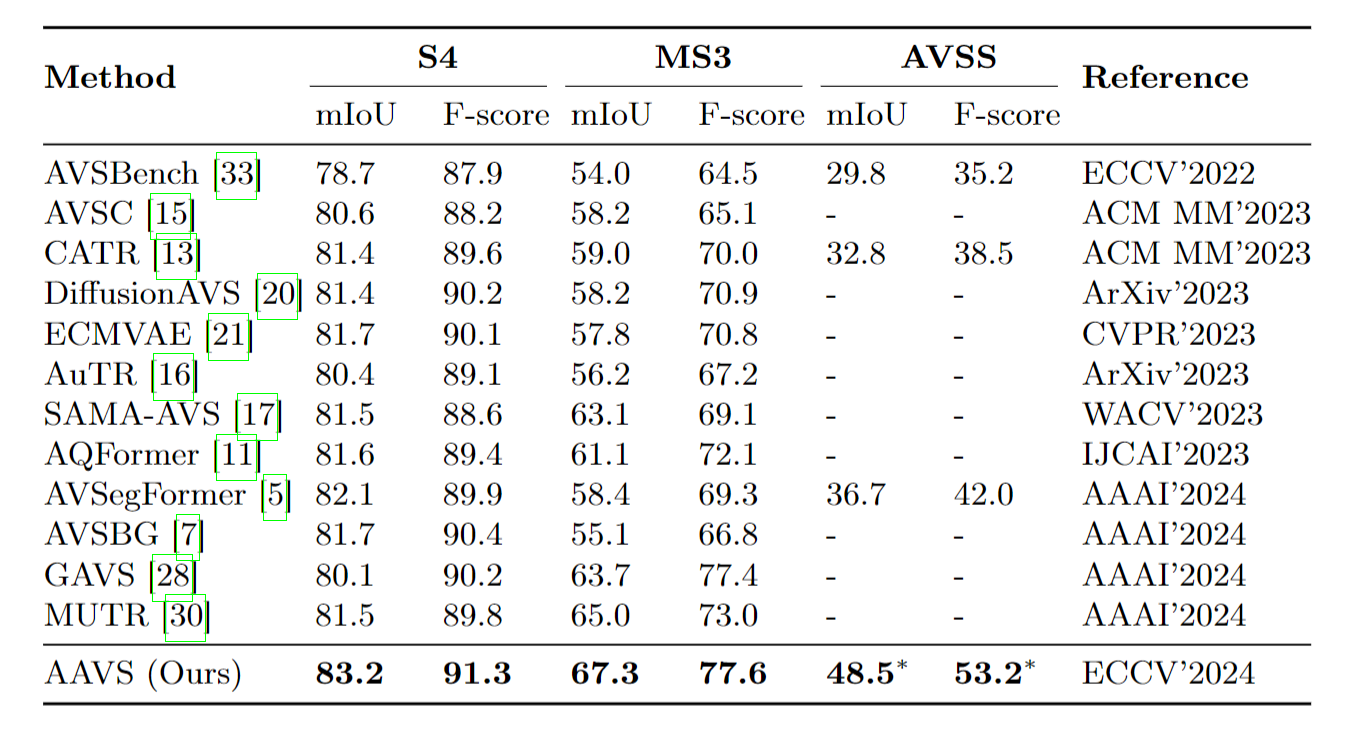 Method S4 MS3 AVSS Reference
mIoU F-score mIoU F-score mIoU F-score
AVSBench [33] 78.7 87.9 54.0 64.5 29.8 35.2 ECCV'2022
AVSC [15] 80.6 88.2 58.2 65.1 - - ACM MM'2023
CATR [13] 81.4 89.6 59.0 70.0 32.8 38.5 ACM MM'2023
DiffusionAVS [20] 81.4 90.2 58.2 70.9 - - ArXiv'2023
ECMVAE [21] 81.7 90.1 57.8 70.8 - - CVPR'2023
AuTR [16] 80.4 89.1 56.2 67.2 - - ArXiv'2023
SAMA-AVS [17] 81.5 88.6 63.1 69.1 - - WACV'2023
AQFormer [11] 81.6 89.4 61.1 72.1 - - IJCAI'2023
AVSegFormer [5] 82.1 89.9 58.4 69.3 36.7 42.0 AAAI'2024
AVSBG [7] 81.7 90.4 55.1 66.8 - - AAAI'2024
GAVS [28] 80.1 90.2 63.7 77.4 - - AAAI'2024
MUTR [30] 81.5 89.8 65.0 73.0 - - AAAI'2024
AAVS (Ours) 83.2 91.3 67.3 77.6 48.5* 53.2* ECCV'2024